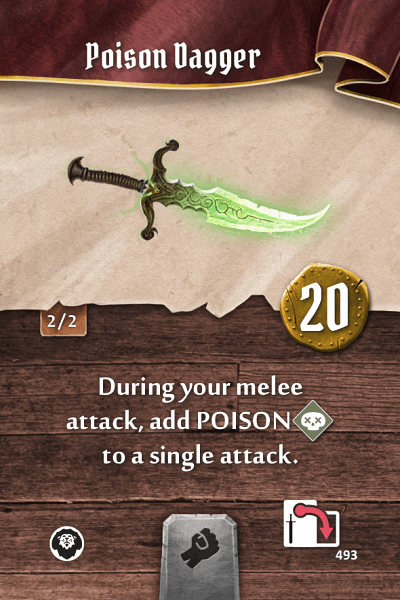 Poison Dagger
20
2/2
During your melee
attack, add POISON
to a single attack.
493